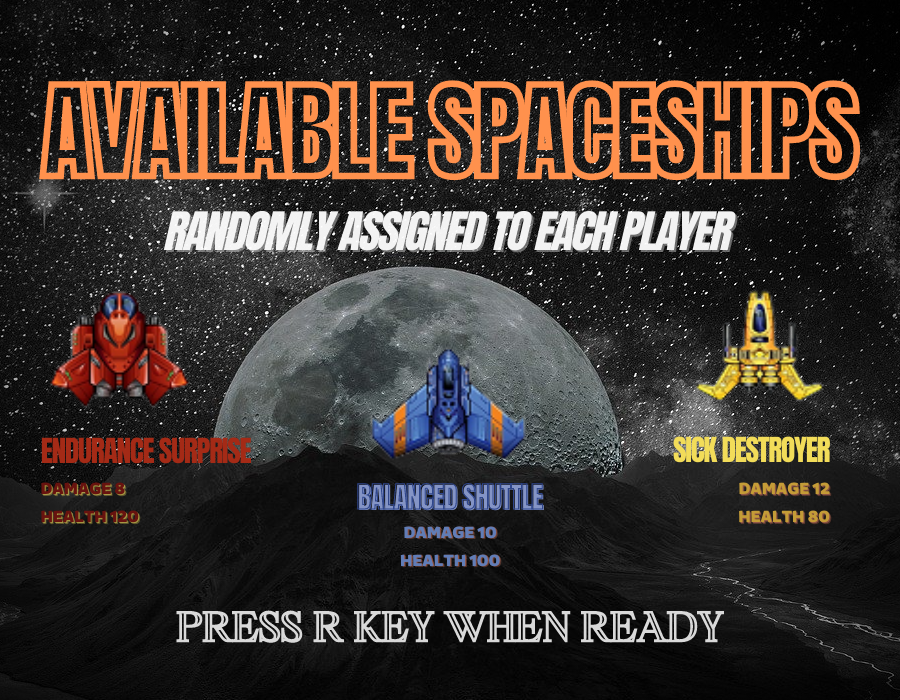 AVAILABLE SPACESHIPS
RANDOMLY ASSIGNED TO EACH PLAYER
ENDURANCE SURPRISE
DAMAGE 8
HEALTH 120
BALANCED SHUTTLE
DAMAGE 10
HEALTH 100
SICK DESTROYER
DAMAGE 12
HEALTH 80
PRESS R KEY WHEN READY